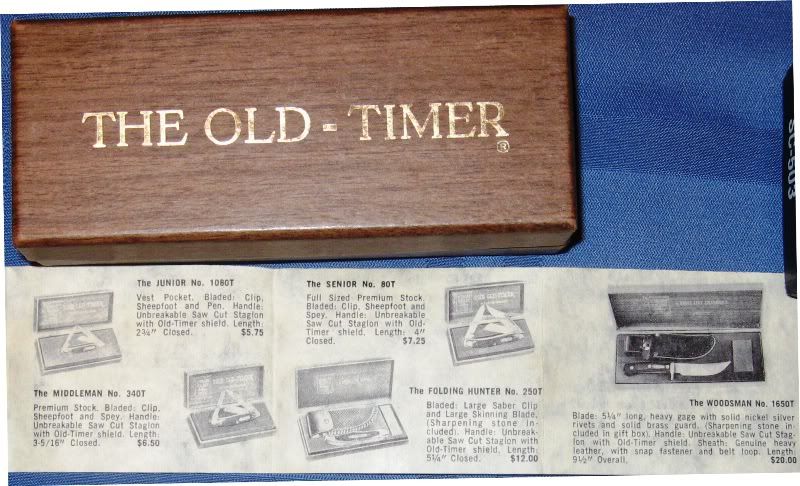 THE OLD-TIMER
®
SC-503
The JUNIOR No. 1080T
Vest Pocket. Bladed: Clip,
Sheepfoot and Pen. Handle:
Unbreakable Saw Cut Staglon
with Old-Timer shield. Length:
2¾" Closed. $5.75
The SENIOR No. 80T
Full Sized Premium Stock.
Bladed: Clip, Sheepfoot and
Spey. Handle: Unbreakable
Saw Cut Staglon with Old-
Timer shield. Length: 4"
Closed. $7.25
The MIDDLEMAN No. 340T
Premium Stock. Bladed: Clip,
Sheepfoot and Spey. Handle:
Unbreakable Saw Cut Staglon
with Old-Timer shield. Length:
3-5/16" Closed. $6.50
The FOLDING HUNTER No. 250T
Bladed: Large Saber Clip
and Large Skinning Blade.
(Sharpening stone in-
cluded). Handle: Unbreak-
able Saw Cut Staglon with
Old-Timer shield. Length:
5¼" Closed. $12.00
The WOODSMAN No. 1650T
Blade: 5¼" long, heavy gage with solid nickel silver
rivets and solid brass guard. (Sharpening stone in-
cluded in gift box). Handle: Unbreakable Saw Cut Stag-
lon with Old-Timer shield. Sheath: Genuine heavy
leather, with snap fastener and belt loop. Length:
9½" Overall. $20.00